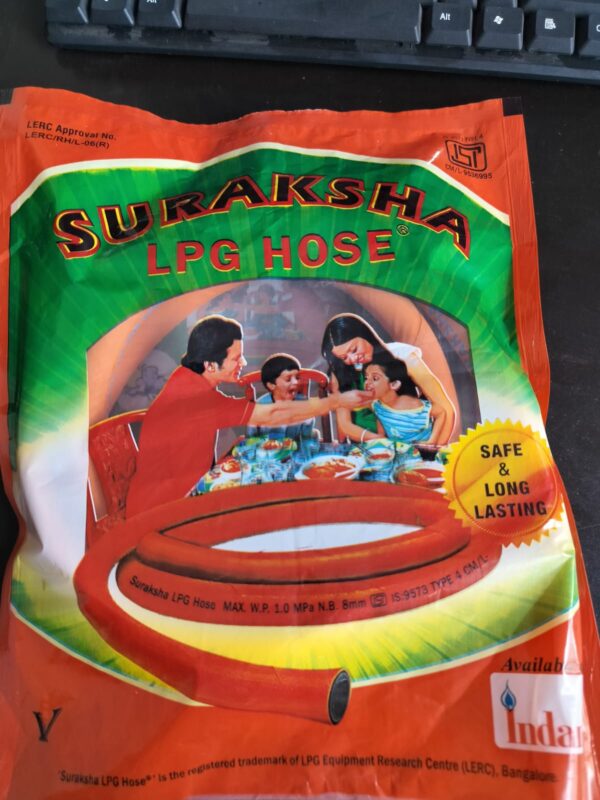 Alt
Alt
LERC Approval No.
LERC/RH/L-06(R)
CM/L-9536995
SURAKSHA
LPG HOSE®
SAFE
&
LONG
LASTING
Suraksha LPG Hose MAX. W.P. 1.0 MPa N.B. 8mm IS:9573 TYPE 4 CM/L-
V
'Suraksha LPG Hose®' is the registered trademark of LPG Equipment Research Centre (LERC), Bangalore.